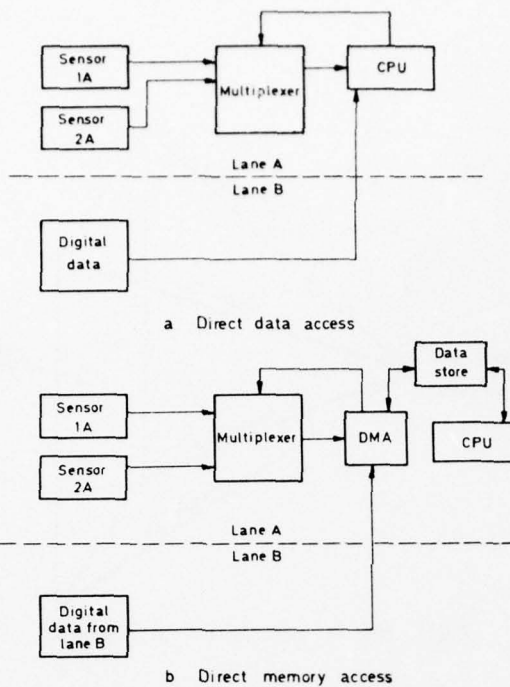 Sensor
1A
Sensor
2A
Multiplexer
CPU
Lane A
Lane B
Digital
data
a Direct data access
Sensor
1A
Sensor
2A
Multiplexer
DMA
Data
store
CPU
Lane A
Lane B
Digital
data from
lane B
b Direct memory access